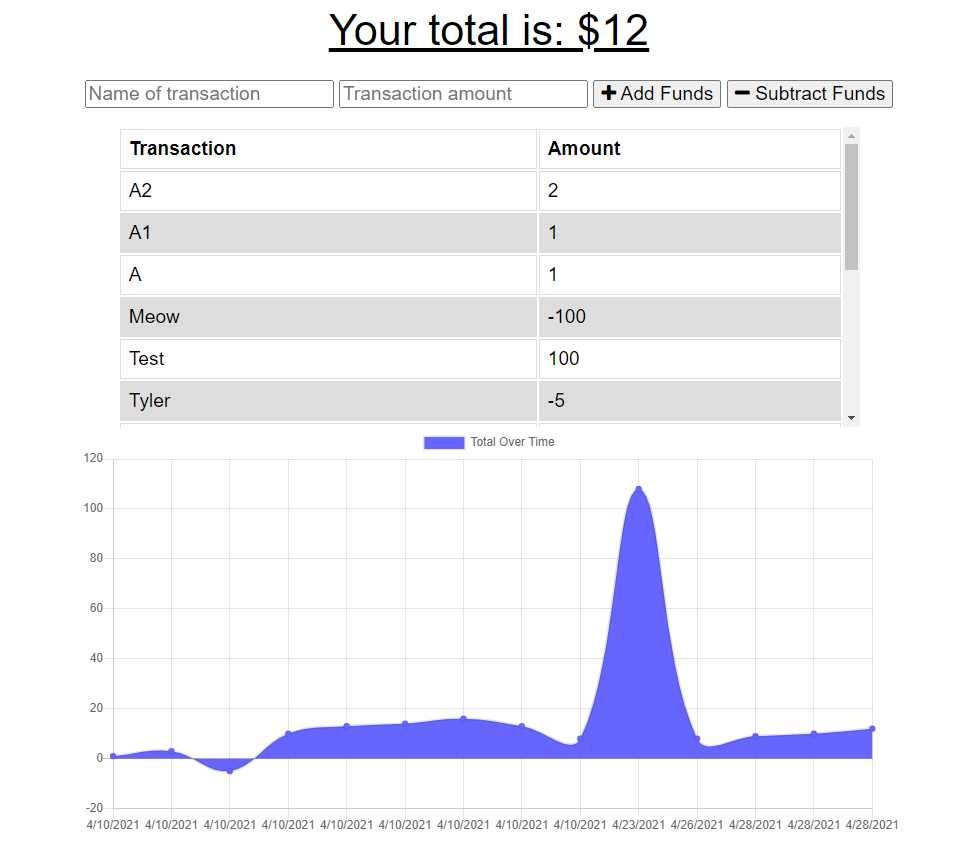 Your total is: $12
Name of transaction Transaction amount Add Funds Subtract Funds
Transaction Amount
A2 2
A1 1
A 1
Meow -100
Test 100
Tyler -5
Total Over Time
120
100
80
60
40
20
0
-20
4/10/2021 4/10/2021 4/10/2021 4/10/2021 4/10/2021 4/10/2021 4/10/2021 4/10/2021 4/10/2021 4/23/2021 4/26/2021 4/28/2021 4/28/2021 4/28/2021